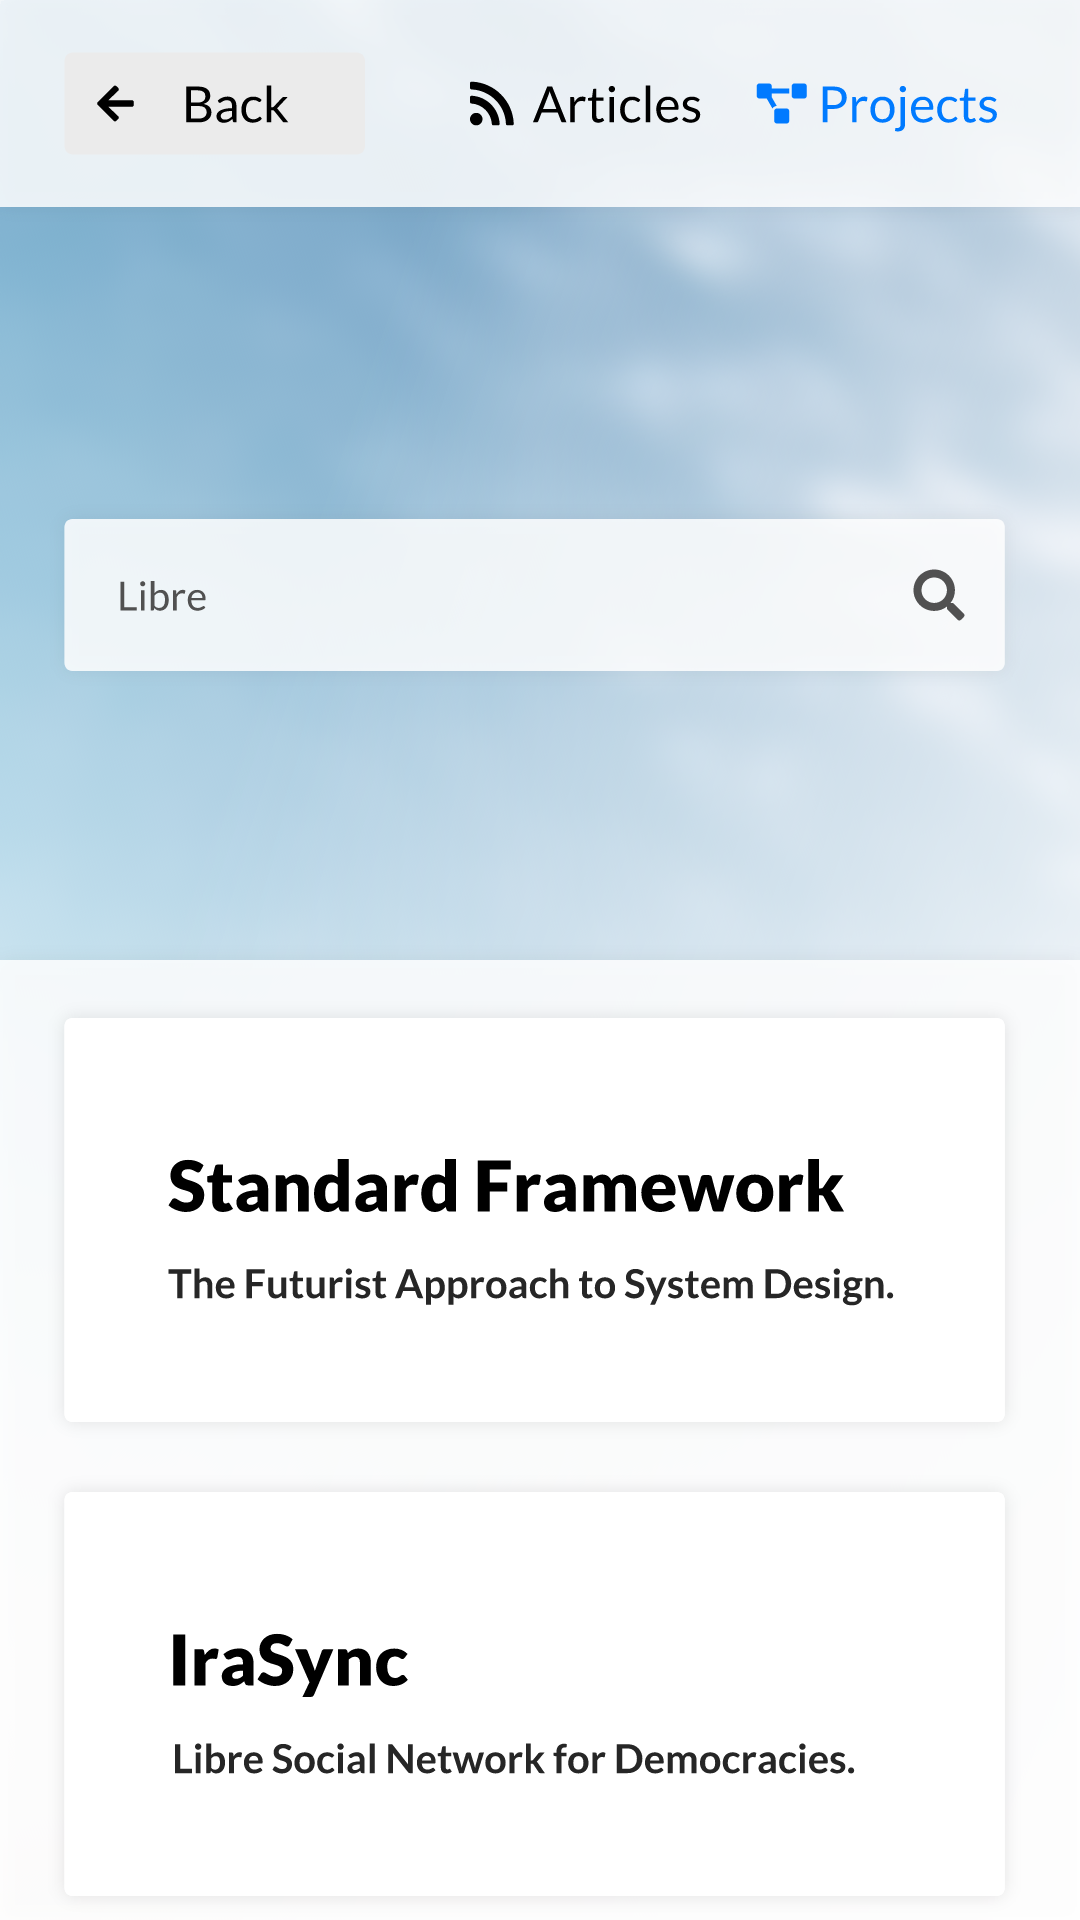 Back Articles Projects
Libre
Standard Framework
The Futurist Approach to System Design.
IraSync
Libre Social Network for Democracies.